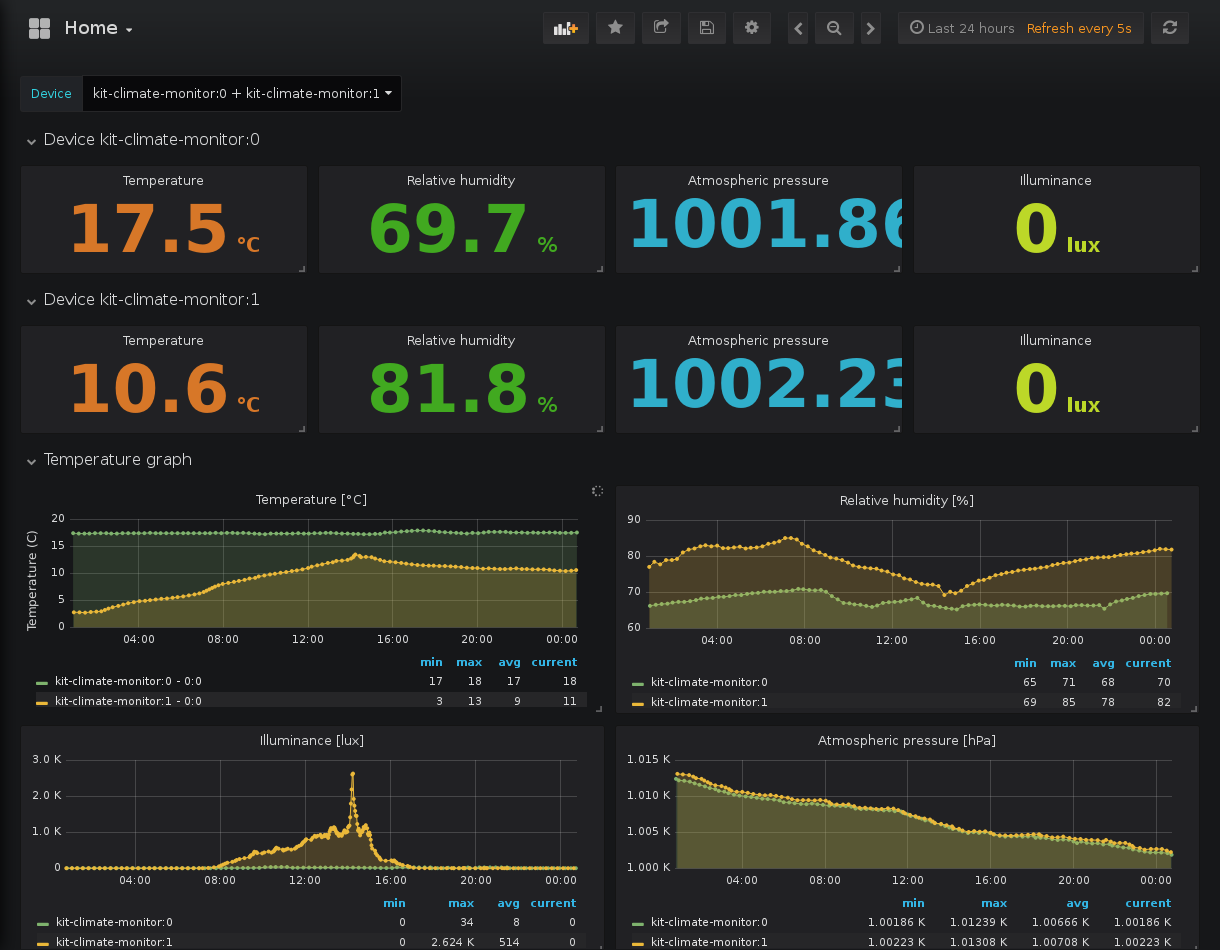 Home
Last 24 hours Refresh every 5s
Device kit-climate-monitor:0 + kit-climate-monitor:1
Device kit-climate-monitor:0
Temperature Relative humidity Atmospheric pressure Illuminance
17.5 °C 69.7 % 1001.86 0 lux
Device kit-climate-monitor:1
Temperature Relative humidity Atmospheric pressure Illuminance
10.6 °C 81.8 % 1002.23 0 lux
Temperature graph
Temperature [°C]
Temperature (C)
20
15
10
5
0
04:00 08:00 12:00 16:00 20:00 00:00
min max avg current
kit-climate-monitor:0 - 0:0 17 18 17 18
kit-climate-monitor:1 - 0:0 3 13 9 11
Relative humidity [%]
90
80
70
60
04:00 08:00 12:00 16:00 20:00 00:00
min max avg current
kit-climate-monitor:0 65 71 68 70
kit-climate-monitor:1 69 85 78 82
Illuminance [lux]
3.0 K
2.0 K
1.0 K
0
04:00 08:00 12:00 16:00 20:00 00:00
min max avg current
kit-climate-monitor:0 0 34 8 0
kit-climate-monitor:1 0 2.624 K 514 0
Atmospheric pressure [hPa]
1.015 K
1.010 K
1.005 K
1.000 K
04:00 08:00 12:00 16:00 20:00 00:00
min max avg current
kit-climate-monitor:0 1.00186 K 1.01239 K 1.00666 K 1.00186 K
kit-climate-monitor:1 1.00223 K 1.01308 K 1.00708 K 1.00223 K